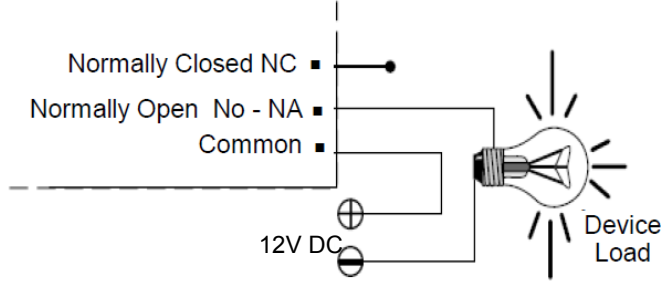 Normally Closed NC
Normally Open No - NA
Common
12V DC
Device
Load